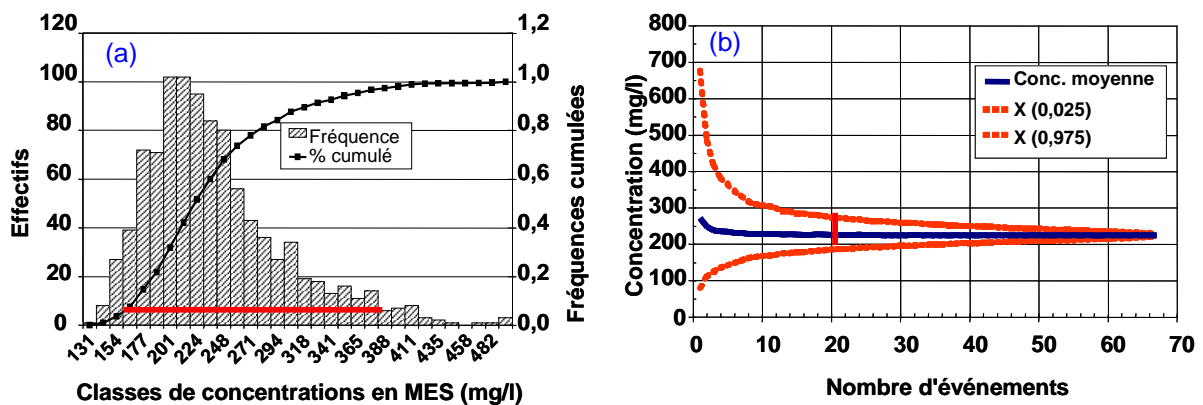 (a)
120
100
80
60
40
20
0
Effectifs
1,2
1,0
0,8
0,6
0,4
0,2
0,0
Fréquences cumulées
Fréquence
% cumulé
131 154 177 201 224 248 271 294 318 341 365 388 411 435 458 482
Classes de concentrations en MES (mg/l)
(b)
800
700
600
500
400
300
200
100
0
Concentration (mg/l)
Conc. moyenne
X (0,025)
X (0,975)
0 10 20 30 40 50 60 70
Nombre d'événements